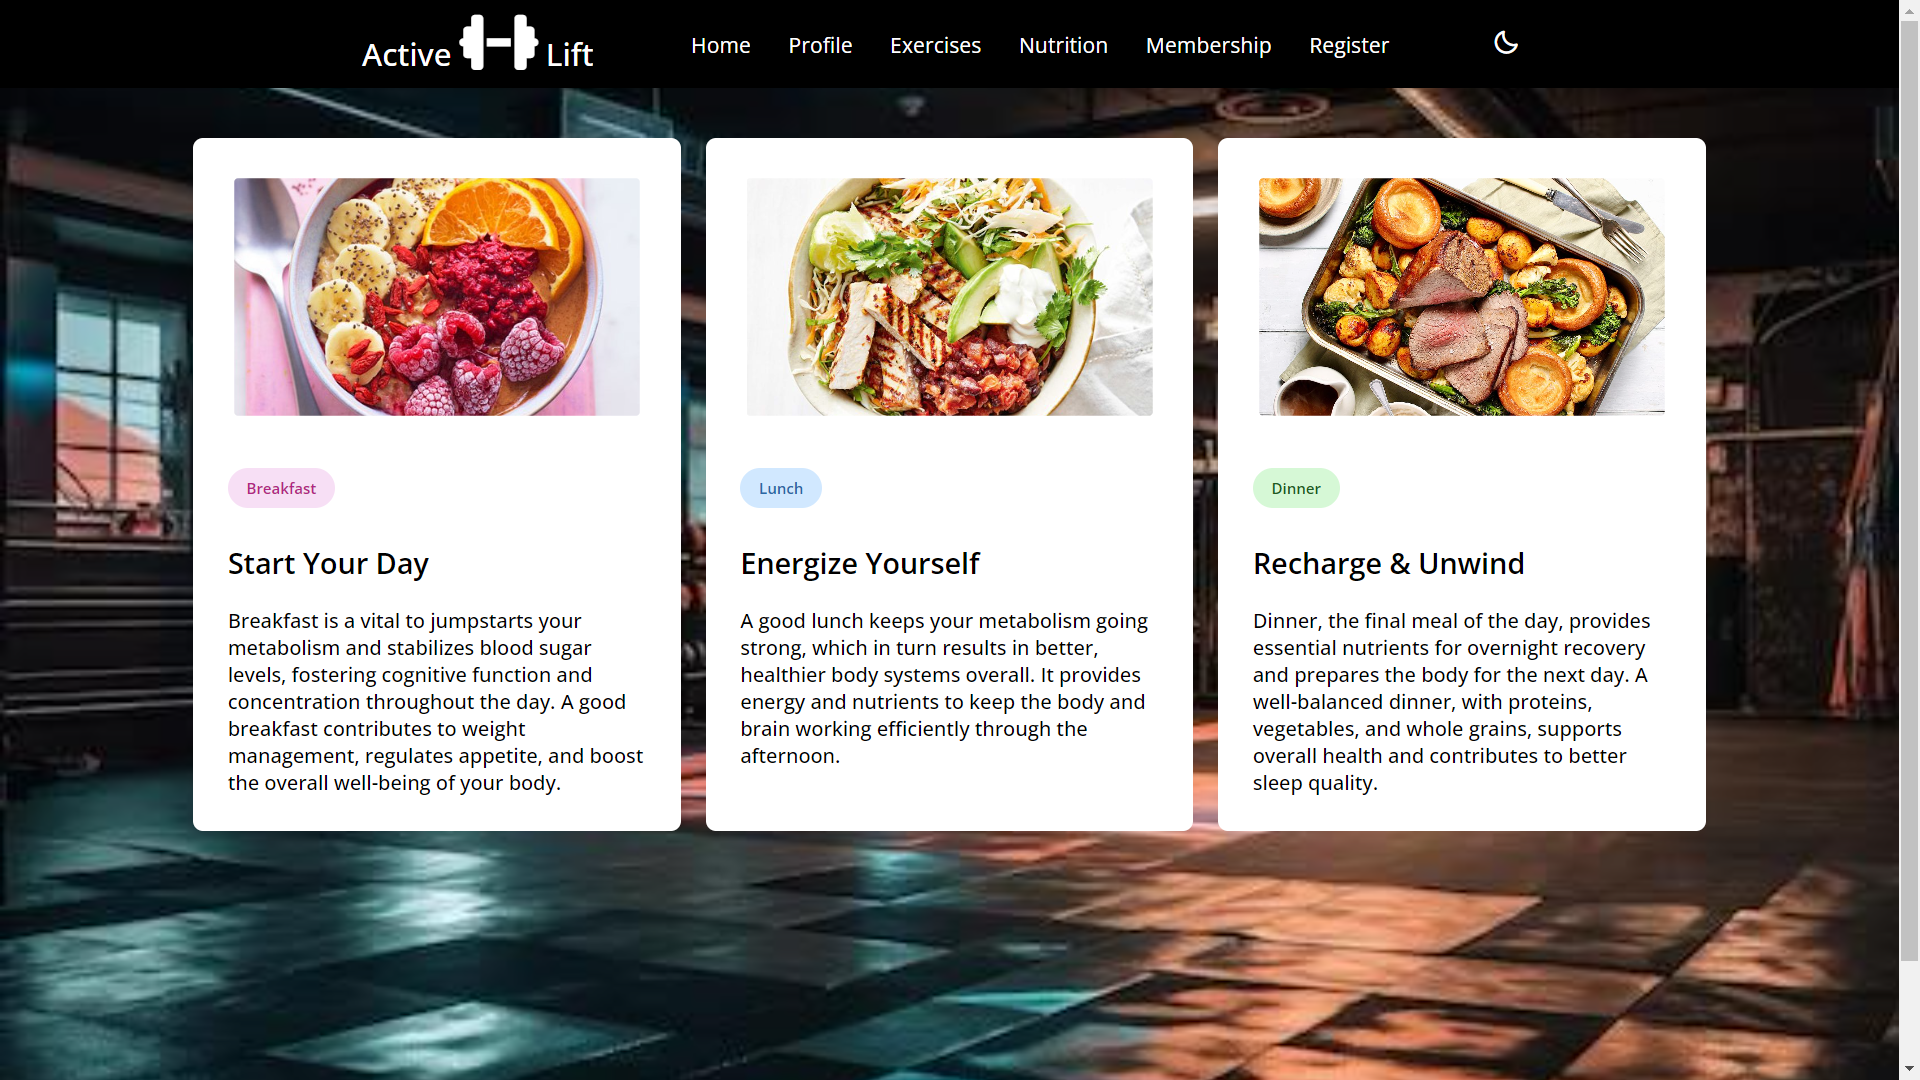 Active Lift
Home Profile Exercises Nutrition Membership Register
Breakfast
Start Your Day
Breakfast is a vital to jumpstarts your
metabolism and stabilizes blood sugar
levels, fostering cognitive function and
concentration throughout the day. A good
breakfast contributes to weight
management, regulates appetite, and boost
the overall well-being of your body.
Lunch
Energize Yourself
A good lunch keeps your metabolism going
strong, which in turn results in better,
healthier body systems overall. It provides
energy and nutrients to keep the body and
brain working efficiently through the
afternoon.
Dinner
Recharge & Unwind
Dinner, the final meal of the day, provides
essential nutrients for overnight recovery
and prepares the body for the next day. A
well-balanced dinner, with proteins,
vegetables, and whole grains, supports
overall health and contributes to better
sleep quality.